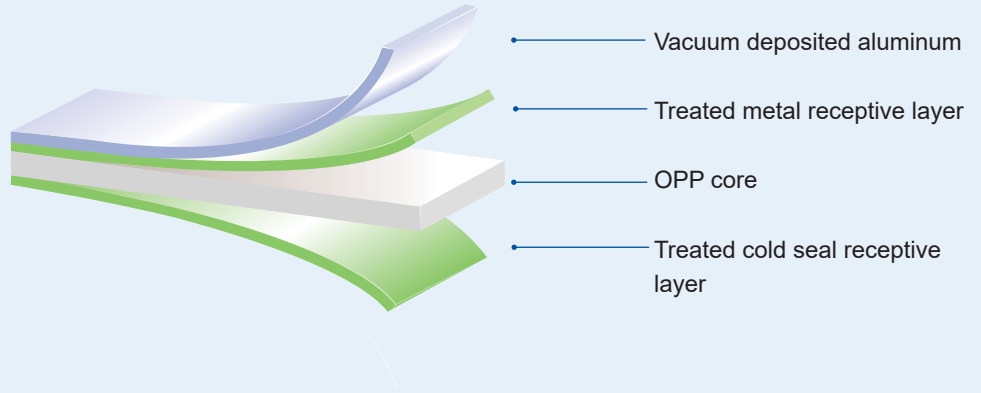 Vacuum deposited aluminum
Treated metal receptive layer
OPP core
Treated cold seal receptive
layer